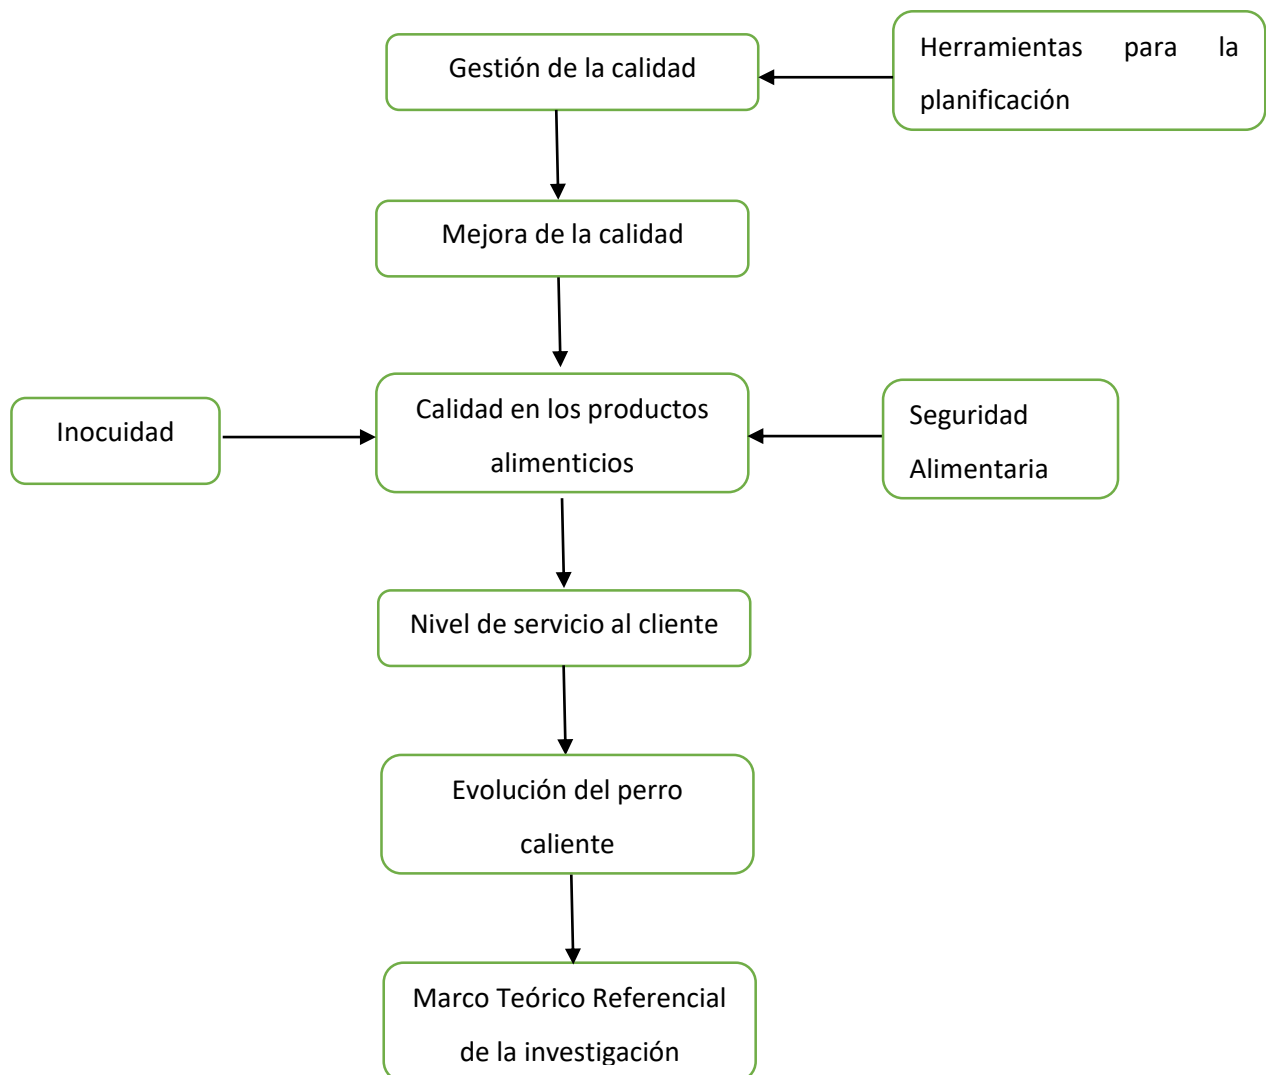 Gestión de la calidad
Herramientas para la
planificación
Mejora de la calidad
Inocuidad
Calidad en los productos
alimenticios
Seguridad
Alimentaria
Nivel de servicio al cliente
Evolución del perro
caliente
Marco Teórico Referencial
de la investigación